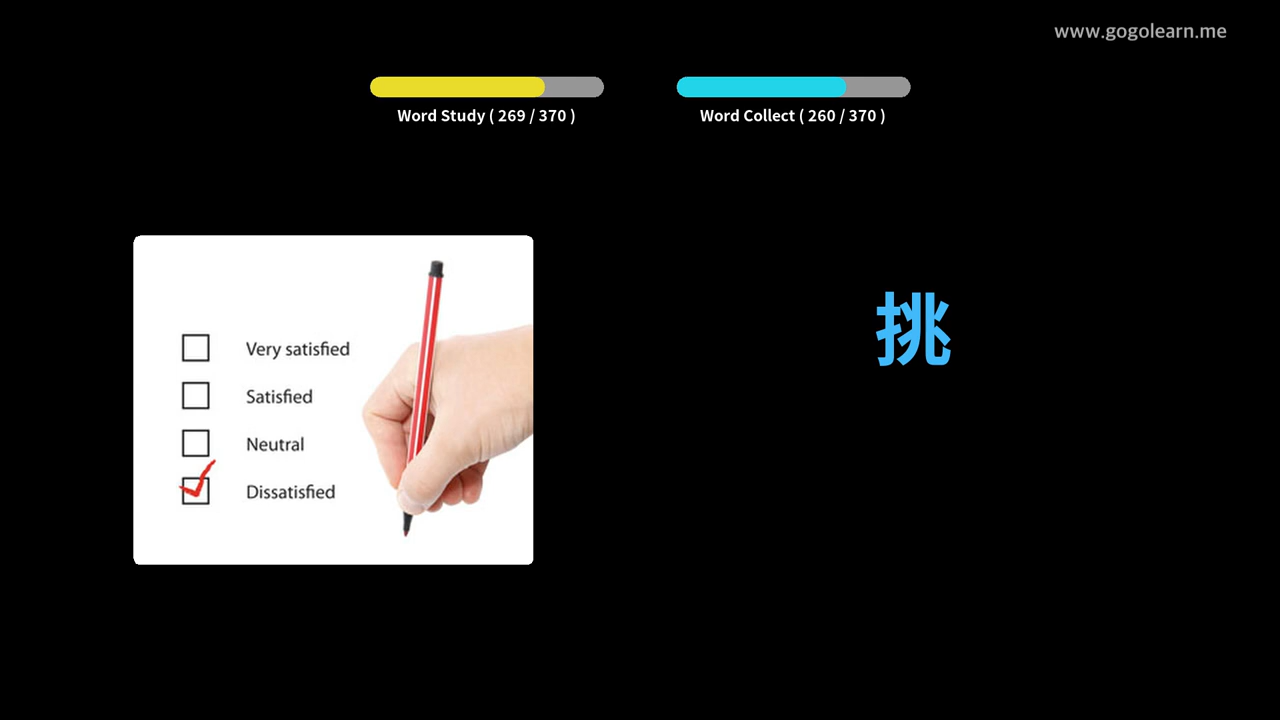 www.gogolearn.me
Word Study ( 269 / 370 )
Word Collect ( 260 / 370 )
Very satisfied
Satisfied
Neutral
Dissatisfied
挑